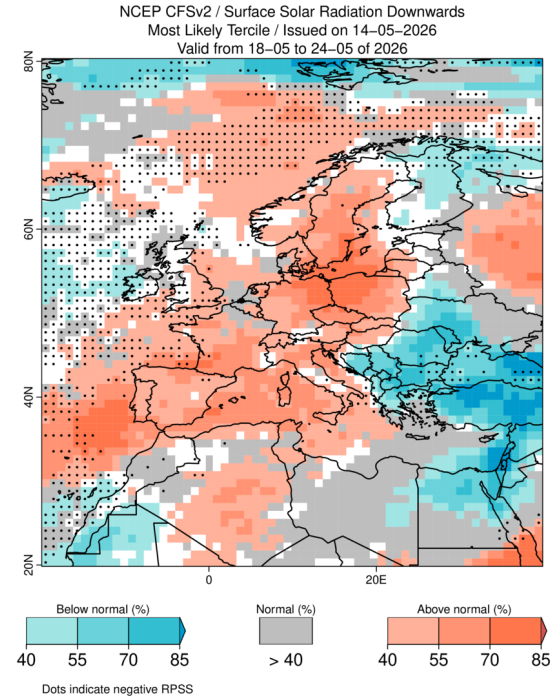 NCEP CFSv2 / Surface Solar Radiation Downwards
Most Likely Tercile / Issued on 14−05−2026
Valid from 18−05 to 24−05 of 2026
80N
60N
40N
20N
0 20E
Below normal (%) Normal (%) Above normal (%)
40 55 70 85 > 40 40 55 70 85
Dots indicate negative RPSS